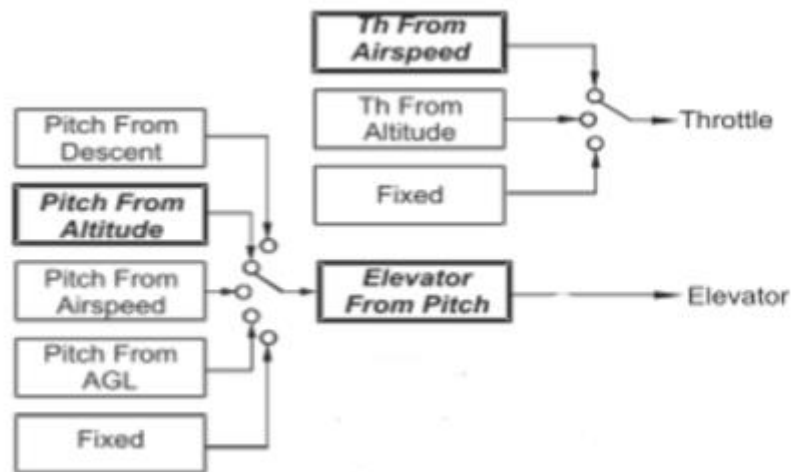 Th From
Airspeed
Th From
Altitude
Throttle
Fixed
Pitch From
Descent
Pitch From
Altitude
Pitch From
Airspeed
Pitch From
AGL
Fixed
Elevator
From Pitch
Elevator